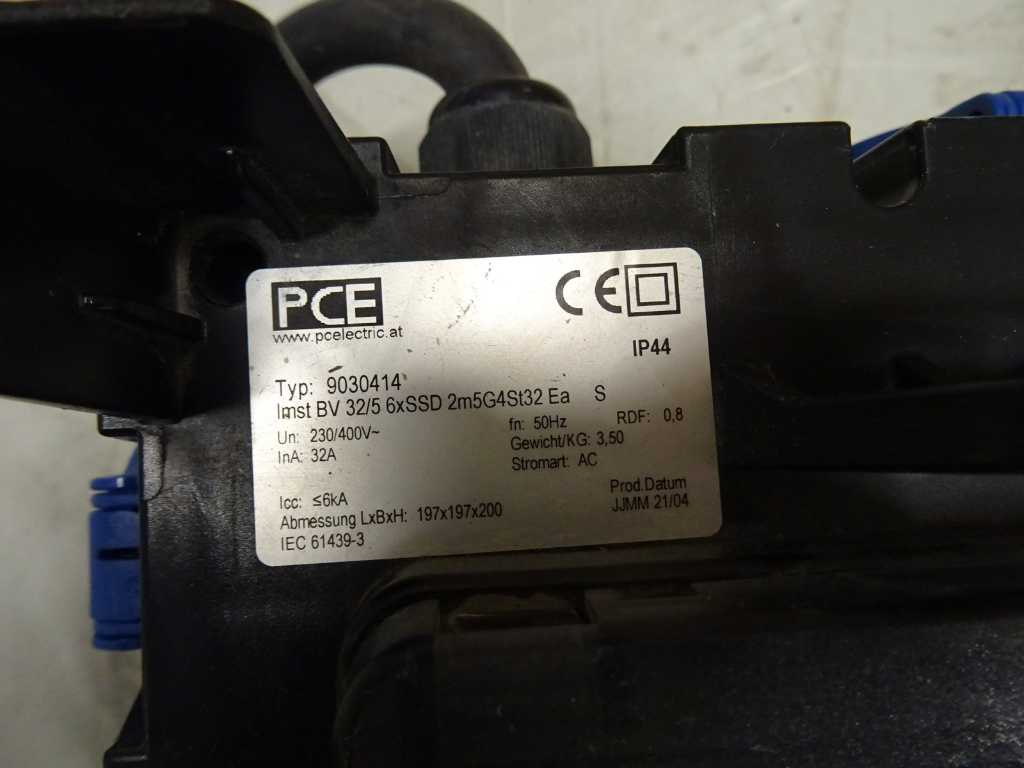 PCE
www.pcelectric.at
CE
IP44
Typ: 9030414
Imst BV 32/5 6xSSD 2m5G4St32 Ea S
Un: 230/400V~ fn: 50Hz RDF: 0,8
InA: 32A Gewicht/KG: 3,50
Stromart: AC
Icc: ≤6kA Prod.Datum
Abmessung LxBxH: 197x197x200 JJMM 21/04
IEC 61439-3